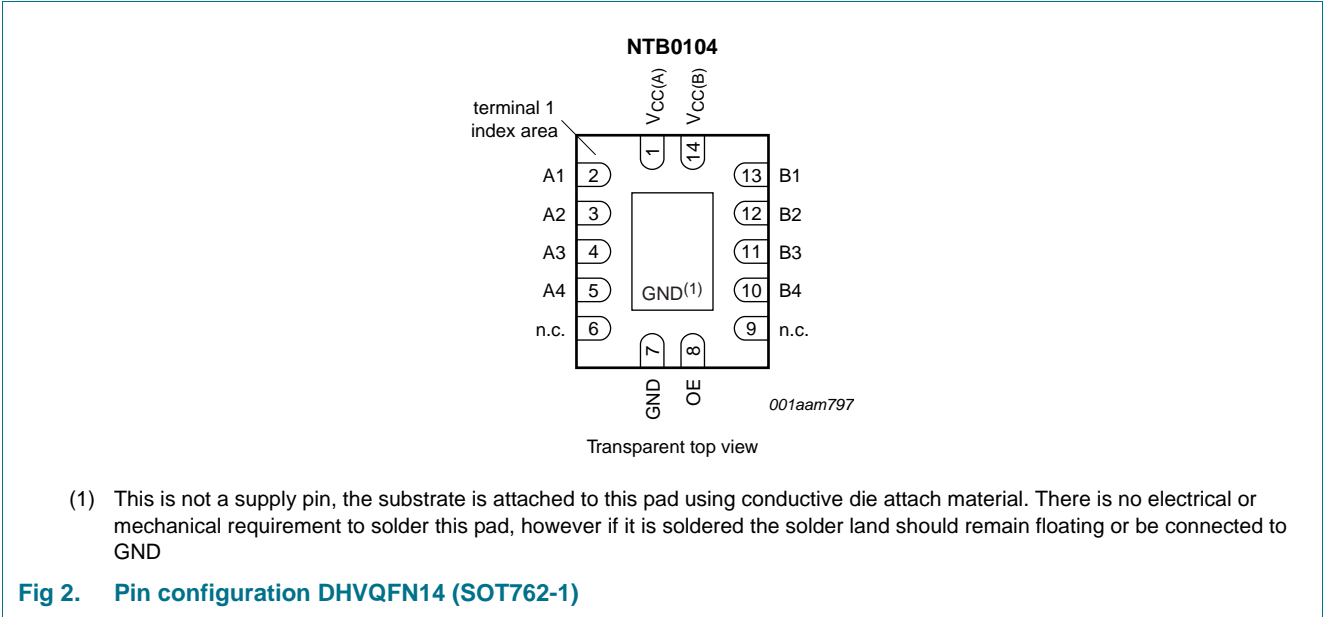 NTB0104
VCC(A)
VCC(B)
terminal 1
index area
1
14
A1 2 13 B1
A2 3 12 B2
A3 4 11 B3
A4 5 GND(1) 10 B4
n.c. 6 9 n.c.
7
8
GND
OE
001aam797
Transparent top view
(1) This is not a supply pin, the substrate is attached to this pad using conductive die attach material. There is no electrical or
mechanical requirement to solder this pad, however if it is soldered the solder land should remain floating or be connected to
GND
Fig 2. Pin configuration DHVQFN14 (SOT762-1)